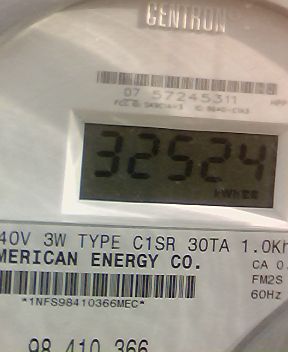 CENTRON®
07 57245311
32524
kWh
40V 3W TYPE C1SR 30TA 1.0Kh
MERICAN ENERGY CO.
CA 0.
*1NFS98410366MEC*
FM2S
60Hz
98 410 366